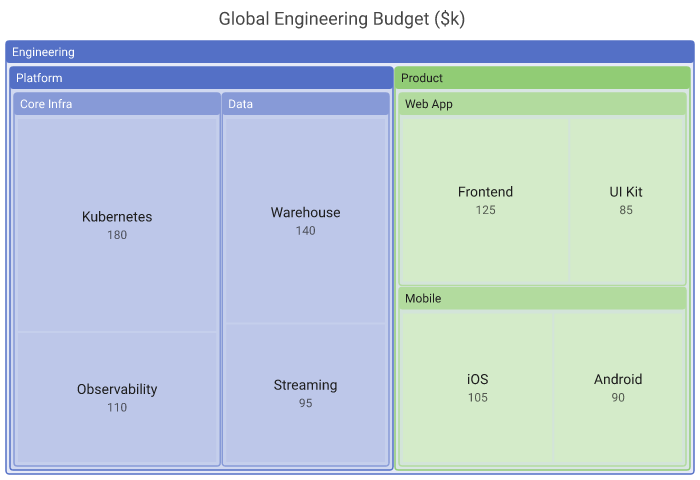 Global Engineering Budget ($k)
Engineering
Platform
Core Infra
Kubernetes
180
Observability
110
Data
Warehouse
140
Streaming
95
Product
Web App
Frontend
125
UI Kit
85
Mobile
iOS
105
Android
90